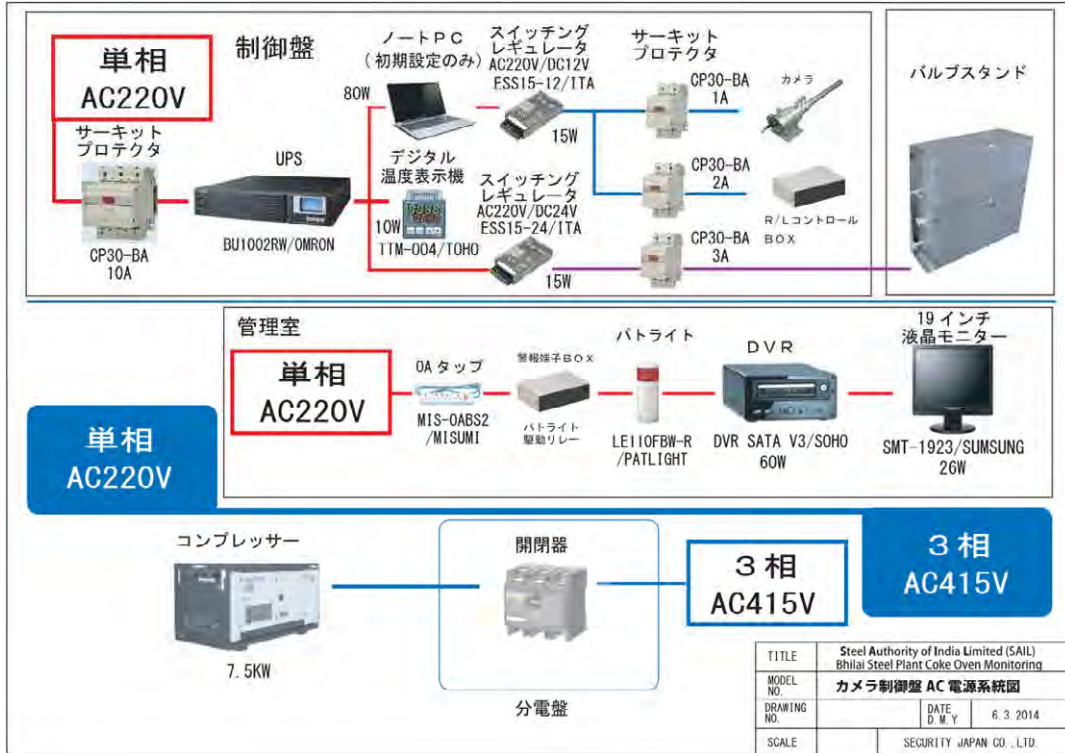 制御盤
単相
AC220V
サーキット
プロテクタ
CP30-BA
10A
UPS
BU1002RW/OMRON
ノートPC
(初期設定のみ)
80W
デジタル
温度表示機
10W
TTM-004/TOHO
スイッチング
レギュレータ
AC220V/DC12V
ESS15-12/ITA
15W
スイッチング
レギュレータ
AC220V/DC24V
ESS15-24/ITA
15W
サーキット
プロテクタ
CP30-BA
1A
CP30-BA
2A
CP30-BA
3A
カメラ
R/Lコントロール
BOX
バルブスタンド
管理室
単相
AC220V
OAタップ
MIS-OABS2
/MISUMI
警報端子BOX
パトライト
駆動リレー
パトライト
LE110FBW-R
/PATLIGHT
DVR
DVR SATA V3/SOHO
60W
19インチ
液晶モニター
SMT-1923/SUMSUNG
26W
単相
AC220V
コンプレッサー
7.5KW
開閉器
分電盤
3相
AC415V
3相
AC415V
TITLE Steel Authority of India Limited (SAIL)
Bhilai Steel Plant Coke Oven Monitoring
MODEL
NO. カメラ制御盤 AC 電源系統図
DRAWING
NO.
DATE
D.M.Y 6.3.2014
SCALE SECURITY JAPAN CO.,LTD.